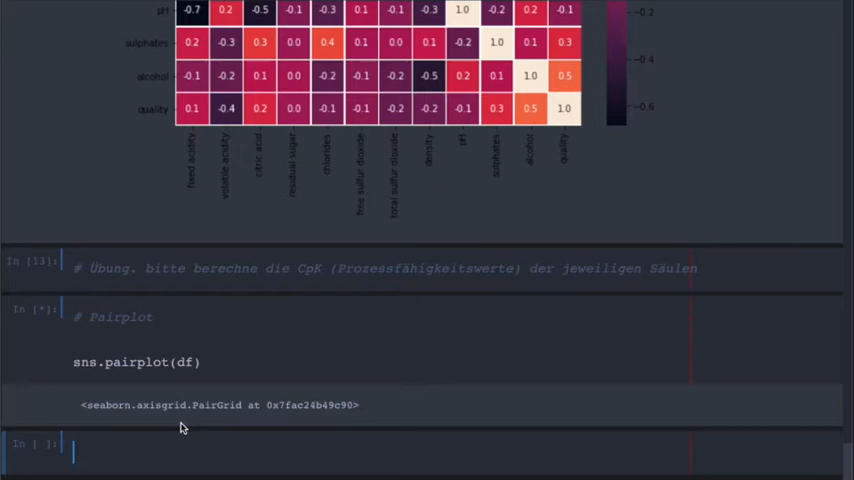 pH -0.7 0.2 -0.5 -0.1 -0.3 0.1 -0.1 -0.3 1.0 -0.2 0.2 -0.1 -0.2
sulphates 0.2 -0.3 0.3 0.0 0.4 0.1 0.0 0.1 -0.2 1.0 0.1 0.3
-0.4
alcohol -0.1 -0.2 0.1 0.0 -0.2 -0.1 -0.2 -0.5 0.2 0.1 1.0 0.5
quality 0.1 -0.4 0.2 0.0 -0.1 -0.1 -0.2 -0.2 -0.1 0.3 0.5 1.0 -0.6
fixed acidity
volatile acidity
citric acid
residual sugar
chlorides
free sulfur dioxide
total sulfur dioxide
density
pH
sulphates
alcohol
quality
In [13]: # Übung. bitte berechne die CpK (Prozessfähigkeitswerte) der jeweiligen Säulen
In [*]: # Pairplot
sns.pairplot(df)
<seaborn.axisgrid.PairGrid at 0x7fac24b49c90>
In [ ]: